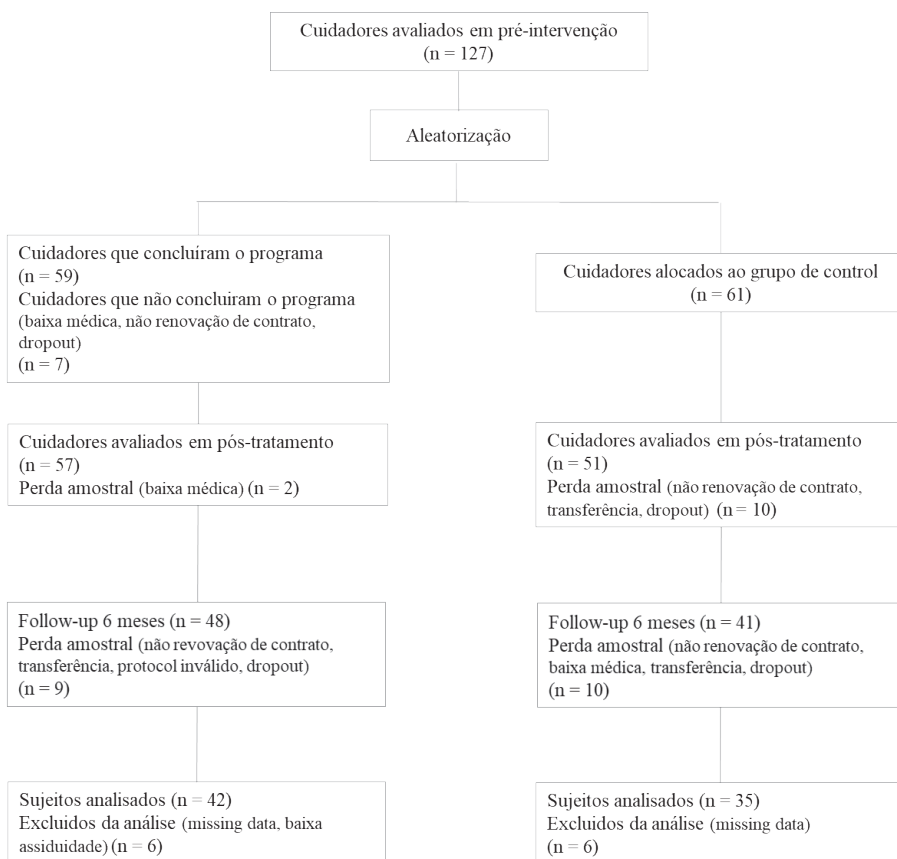 Cuidadores avaliados em pré-intervenção
(n = 127)
Aleatorização
Cuidadores que concluíram o programa
(n = 59)
Cuidadores que não concluiram o programa
(baixa médica, não renovação de contrato,
dropout)
(n = 7)
Cuidadores alocados ao grupo de control
(n = 61)
Cuidadores avaliados em pós-tratamento
(n = 57)
Perda amostral (baixa médica) (n = 2)
Cuidadores avaliados em pós-tratamento
(n = 51)
Perda amostral (não renovação de contrato,
transferência, dropout) (n = 10)
Follow-up 6 meses (n = 48)
Perda amostral (não revovação de contrato,
transferência, protocol inválido, dropout)
(n = 9)
Follow-up 6 meses (n = 41)
Perda amostral (não renovação de contrato,
baixa médica, transferência, dropout)
(n = 10)
Sujeitos analisados (n = 42)
Excluidos da análise (missing data, baixa
assiduidade) (n = 6)
Sujeitos analisados (n = 35)
Excluidos da análise (missing data)
(n = 6)